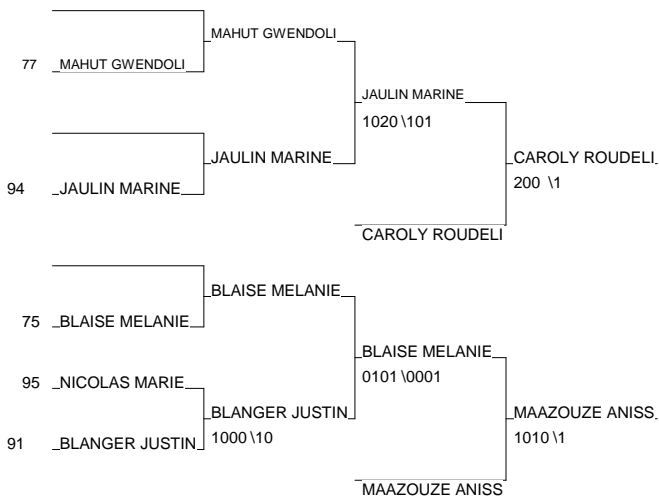 MAHUT GWENDOLI
77 MAHUT GWENDOLI
JAULIN MARINE
1020 \101
JAULIN MARINE
CAROLY ROUDELI
200 \1
94 JAULIN MARINE
CAROLY ROUDELI
BLAISE MELANIE
75 BLAISE MELANIE
BLAISE MELANIE
0101 \0001
95 NICOLAS MARIE
BLANGER JUSTIN
1000 \10
MAAZOUZE ANISS
1010 \1
91 BLANGER JUSTIN
MAAZOUZE ANISS